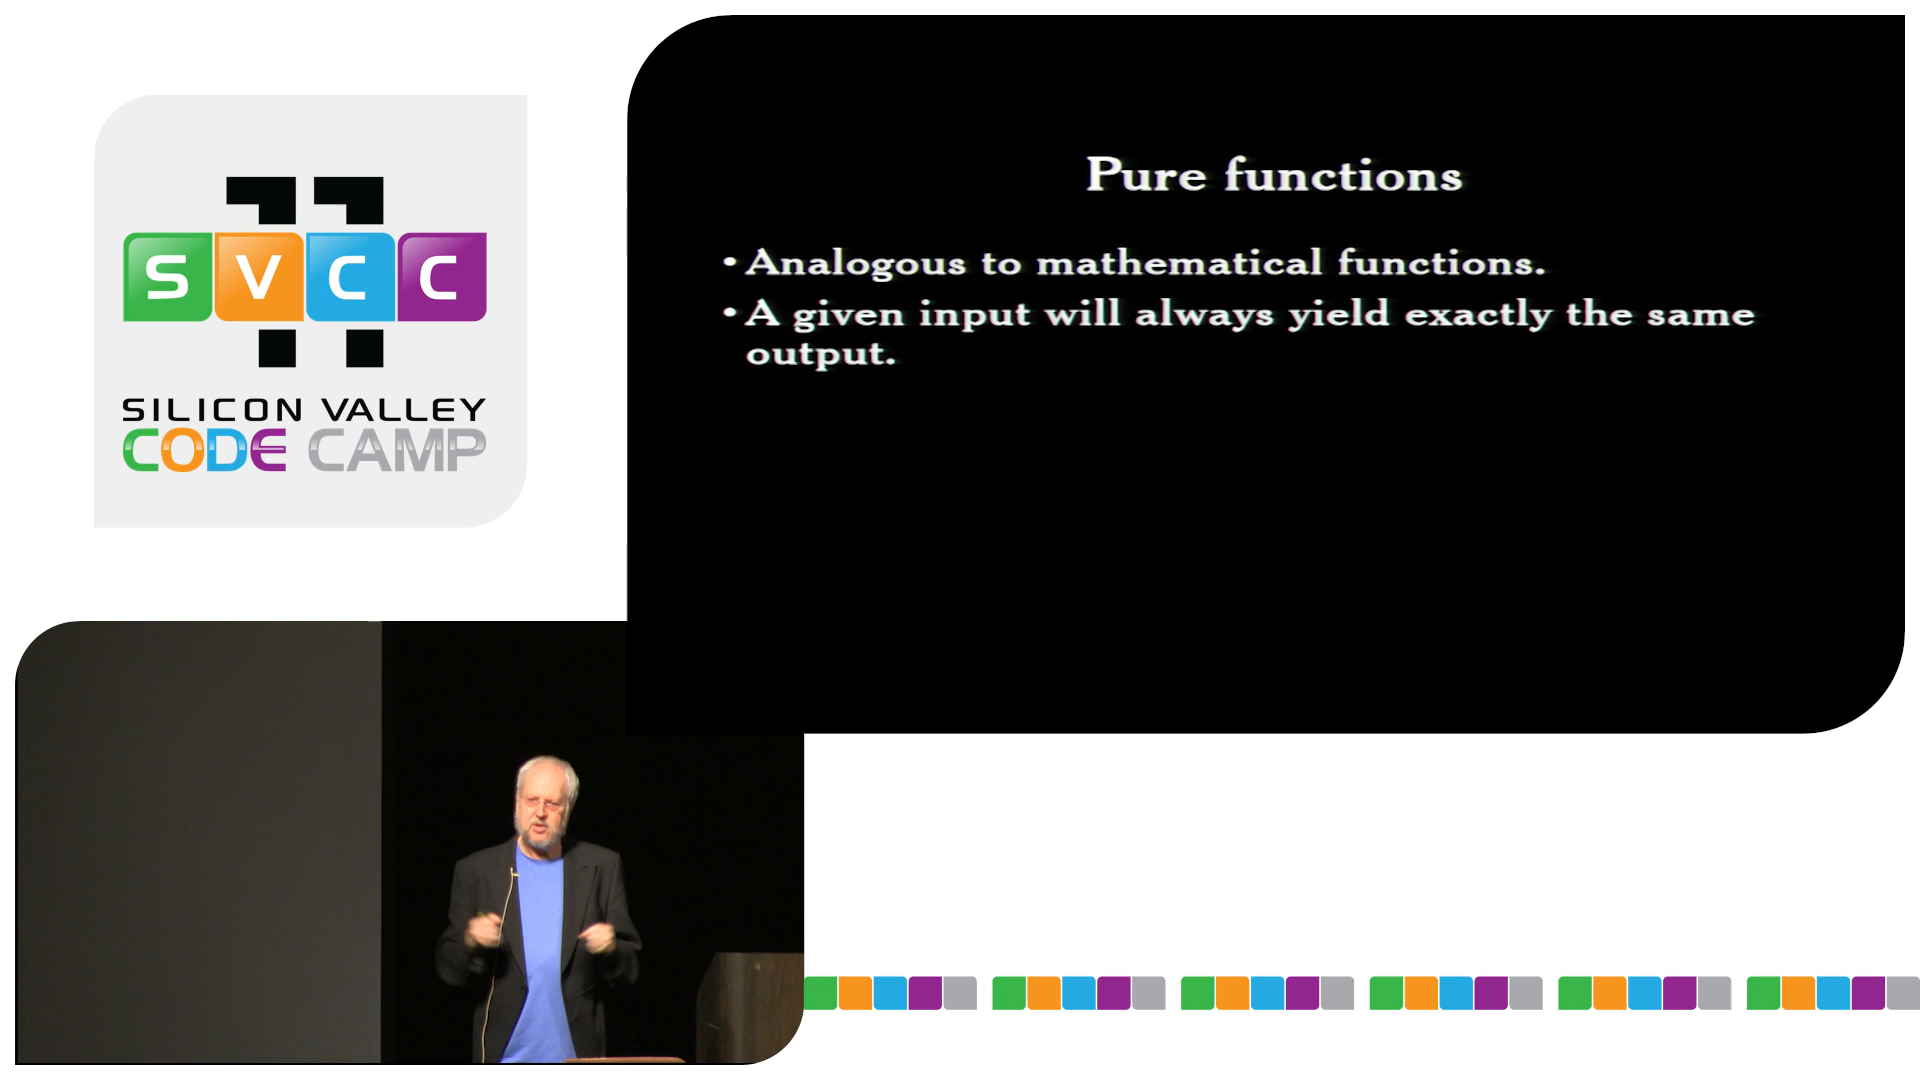 11
SVCC
SILICON VALLEY
CODE CAMP
Pure functions
• Analogous to mathematical functions.
• A given input will always yield exactly the same
output.